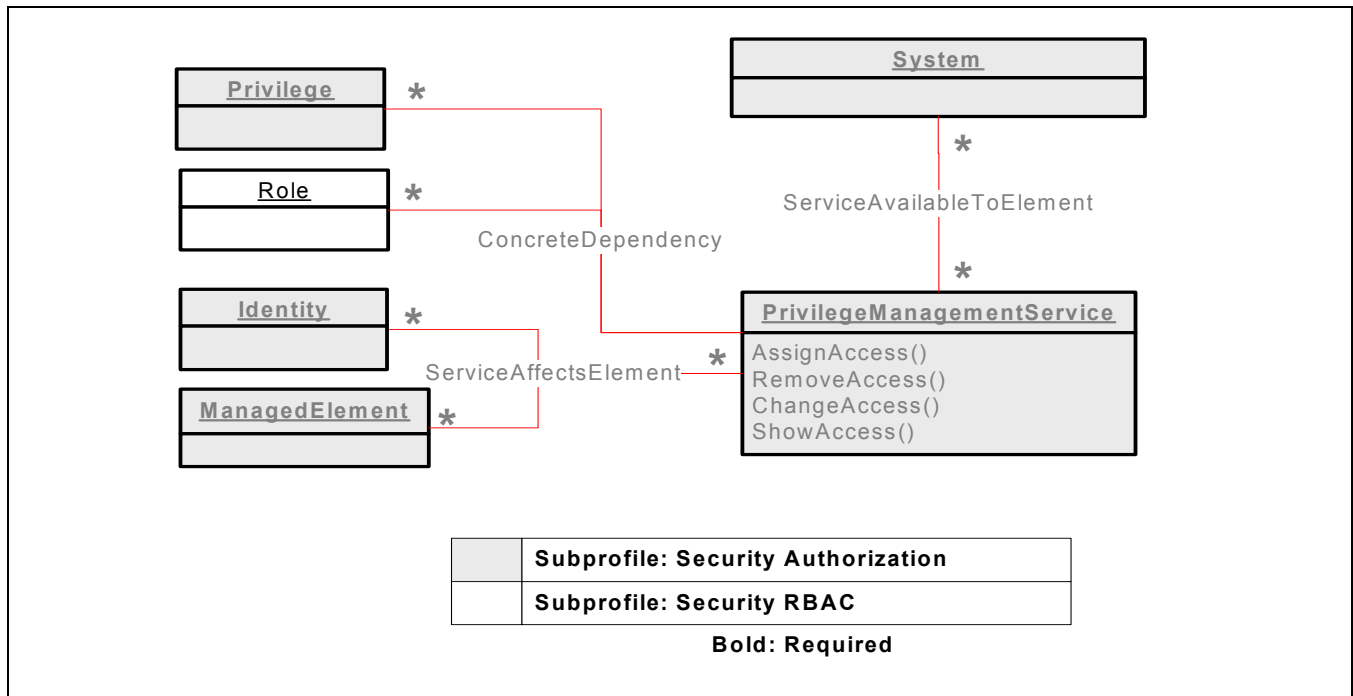 System
Privilege
*
*
Role
*
ServiceAvailableToElement
ConcreteDependency
*
Identity
*
PrivilegeManagementService
ServiceAffectsElement
*
AssignAccess()
RemoveAccess()
ChangeAccess()
ShowAccess()
ManagedElement
*
Subprofile: Security Authorization
Subprofile: Security RBAC
Bold: Required